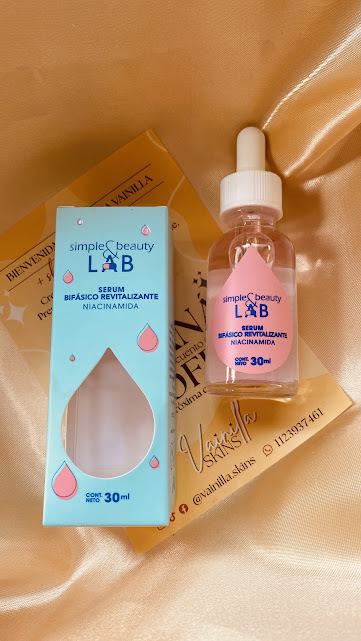 BIENVENIDA
VAINILLA
simple & beauty
LAB
SERUM
BIFÁSICO REVITALIZANTE
NIACINAMIDA
CONT.
NETO 30ml
simple & beauty
LAB
SERUM
BIFÁSICO REVITALIZANTE
NIACINAMIDA
CONT.
NETO 30ml
Vainilla
SKINS
@vainilla.skins 1123937461